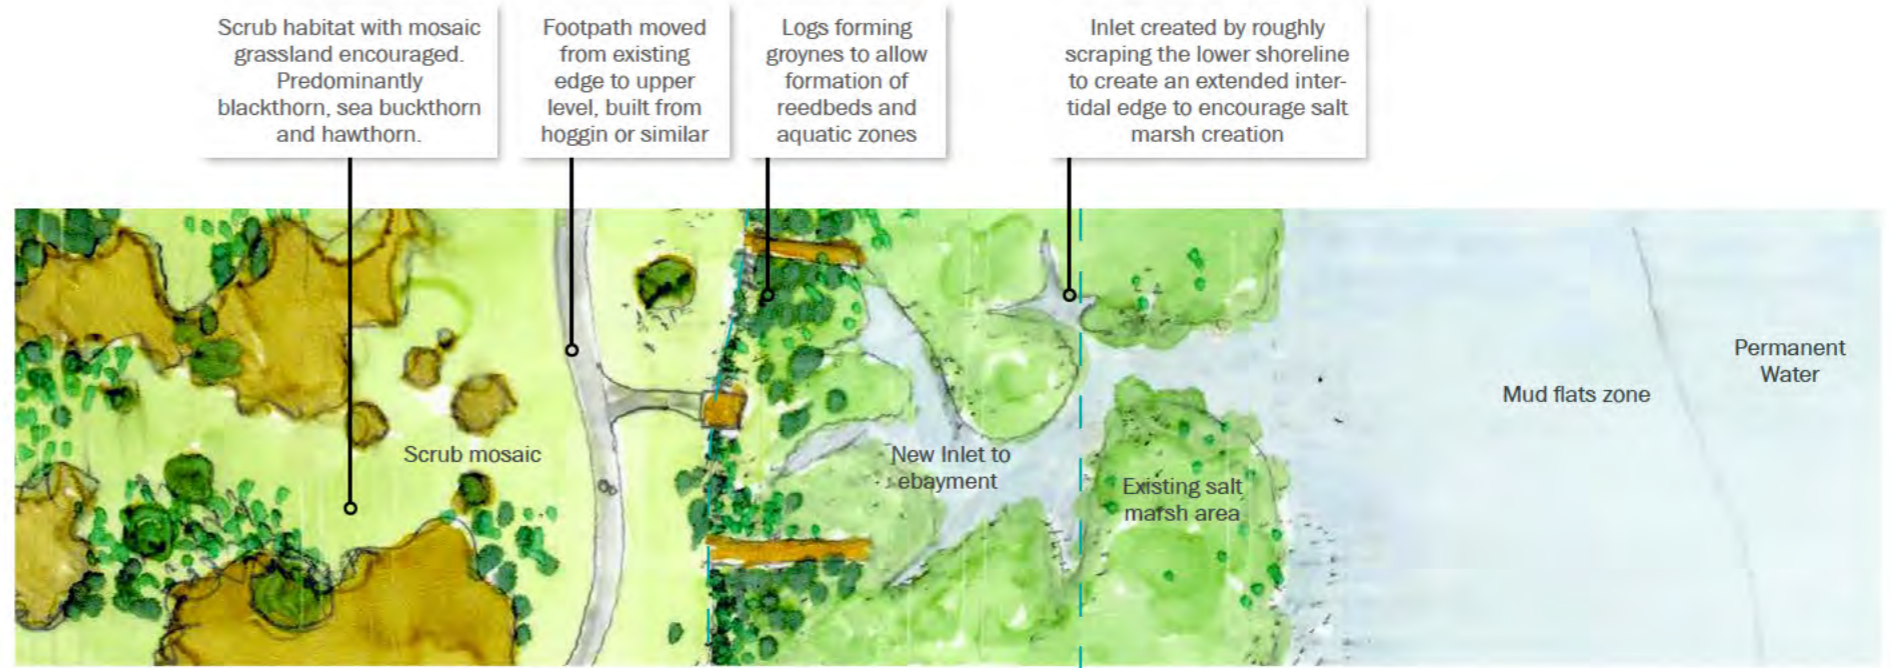 Scrub habitat with mosaic
grassland encouraged.
Predominantly
blackthorn, sea buckthorn
and hawthorn.
Footpath moved
from existing
edge to upper
level, built from
hoggin or similar
Logs forming
groynes to allow
formation of
reedbeds and
aquatic zones
Inlet created by roughly
scraping the lower shoreline
to create an extended inter-
tidal edge to encourage salt
marsh creation
Scrub mosaic
New Inlet to
ebayment
Existing salt
marsh area
Mud flats zone
Permanent
Water